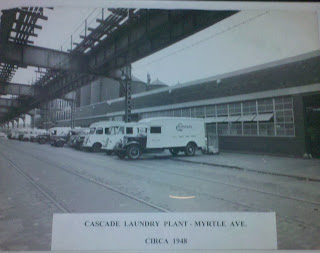 CASCADE LAUNDRY PLANT - MYRTLE AVE.
CIRCA 1948